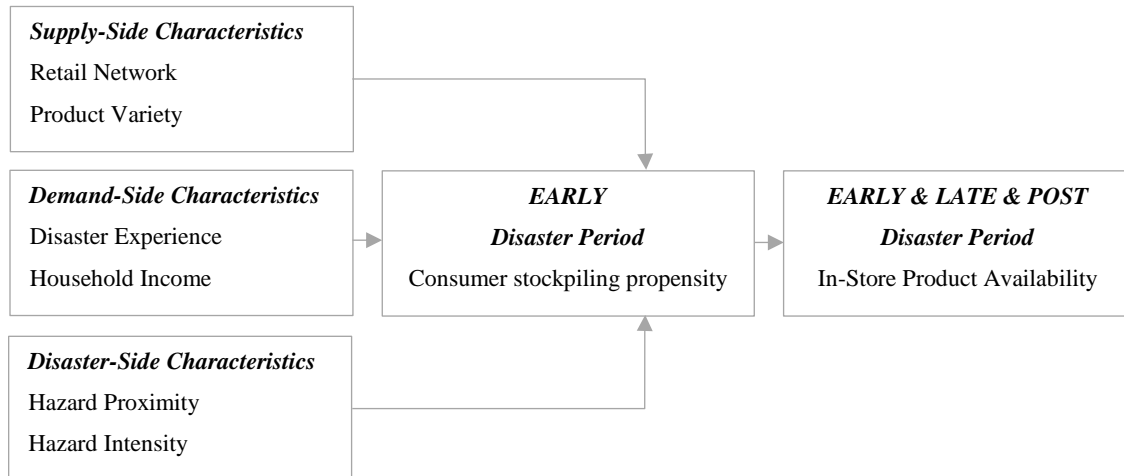 Supply-Side Characteristics
Retail Network
Product Variety
Demand-Side Characteristics
Disaster Experience
Household Income
Disaster-Side Characteristics
Hazard Proximity
Hazard Intensity
EARLY
Disaster Period
Consumer stockpiling propensity
EARLY & LATE & POST
Disaster Period
In-Store Product Availability